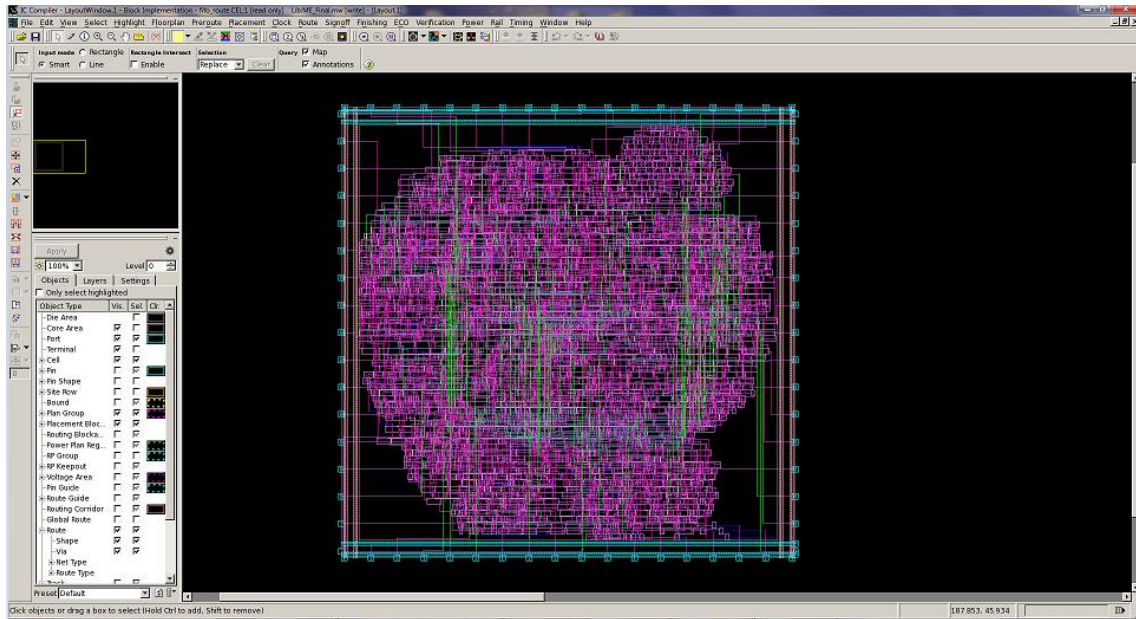 IC Compiler - LayoutWindow.1 - Block Implementation - fifo_route.CEL;1 [read only] LibXME_Final.mw [write] - [Layout.1]
File Edit View Select Highlight Floorplan Preroute Placement Clock Route Signoff Finishing ECO Verification Power Rail Timing Window Help
Input mode Rectangle Rectangle Intersect Selection Query Map
Smart Line Enable Replace Clear Annotations
Apply
100% Level 0
Objects Layers Settings
Only select highlighted
Object Type Vis. Sel. Clr.
Die Area
Core Area
Port
Terminal
Cell
Pin
Pin Shape
Site Row
Bound
Plan Group
Placement Bloc...
Routing Blocka...
Power Plan Reg...
RP Group
RP Keepout
Voltage Area
Pin Guide
Route Guide
Routing Corridor
Global Route
Route
Shape
Via
Net Type
Route Type
Track
Preset Default
Click objects or drag a box to select (Hold Ctrl to add, Shift to remove)
187.853, 45.934